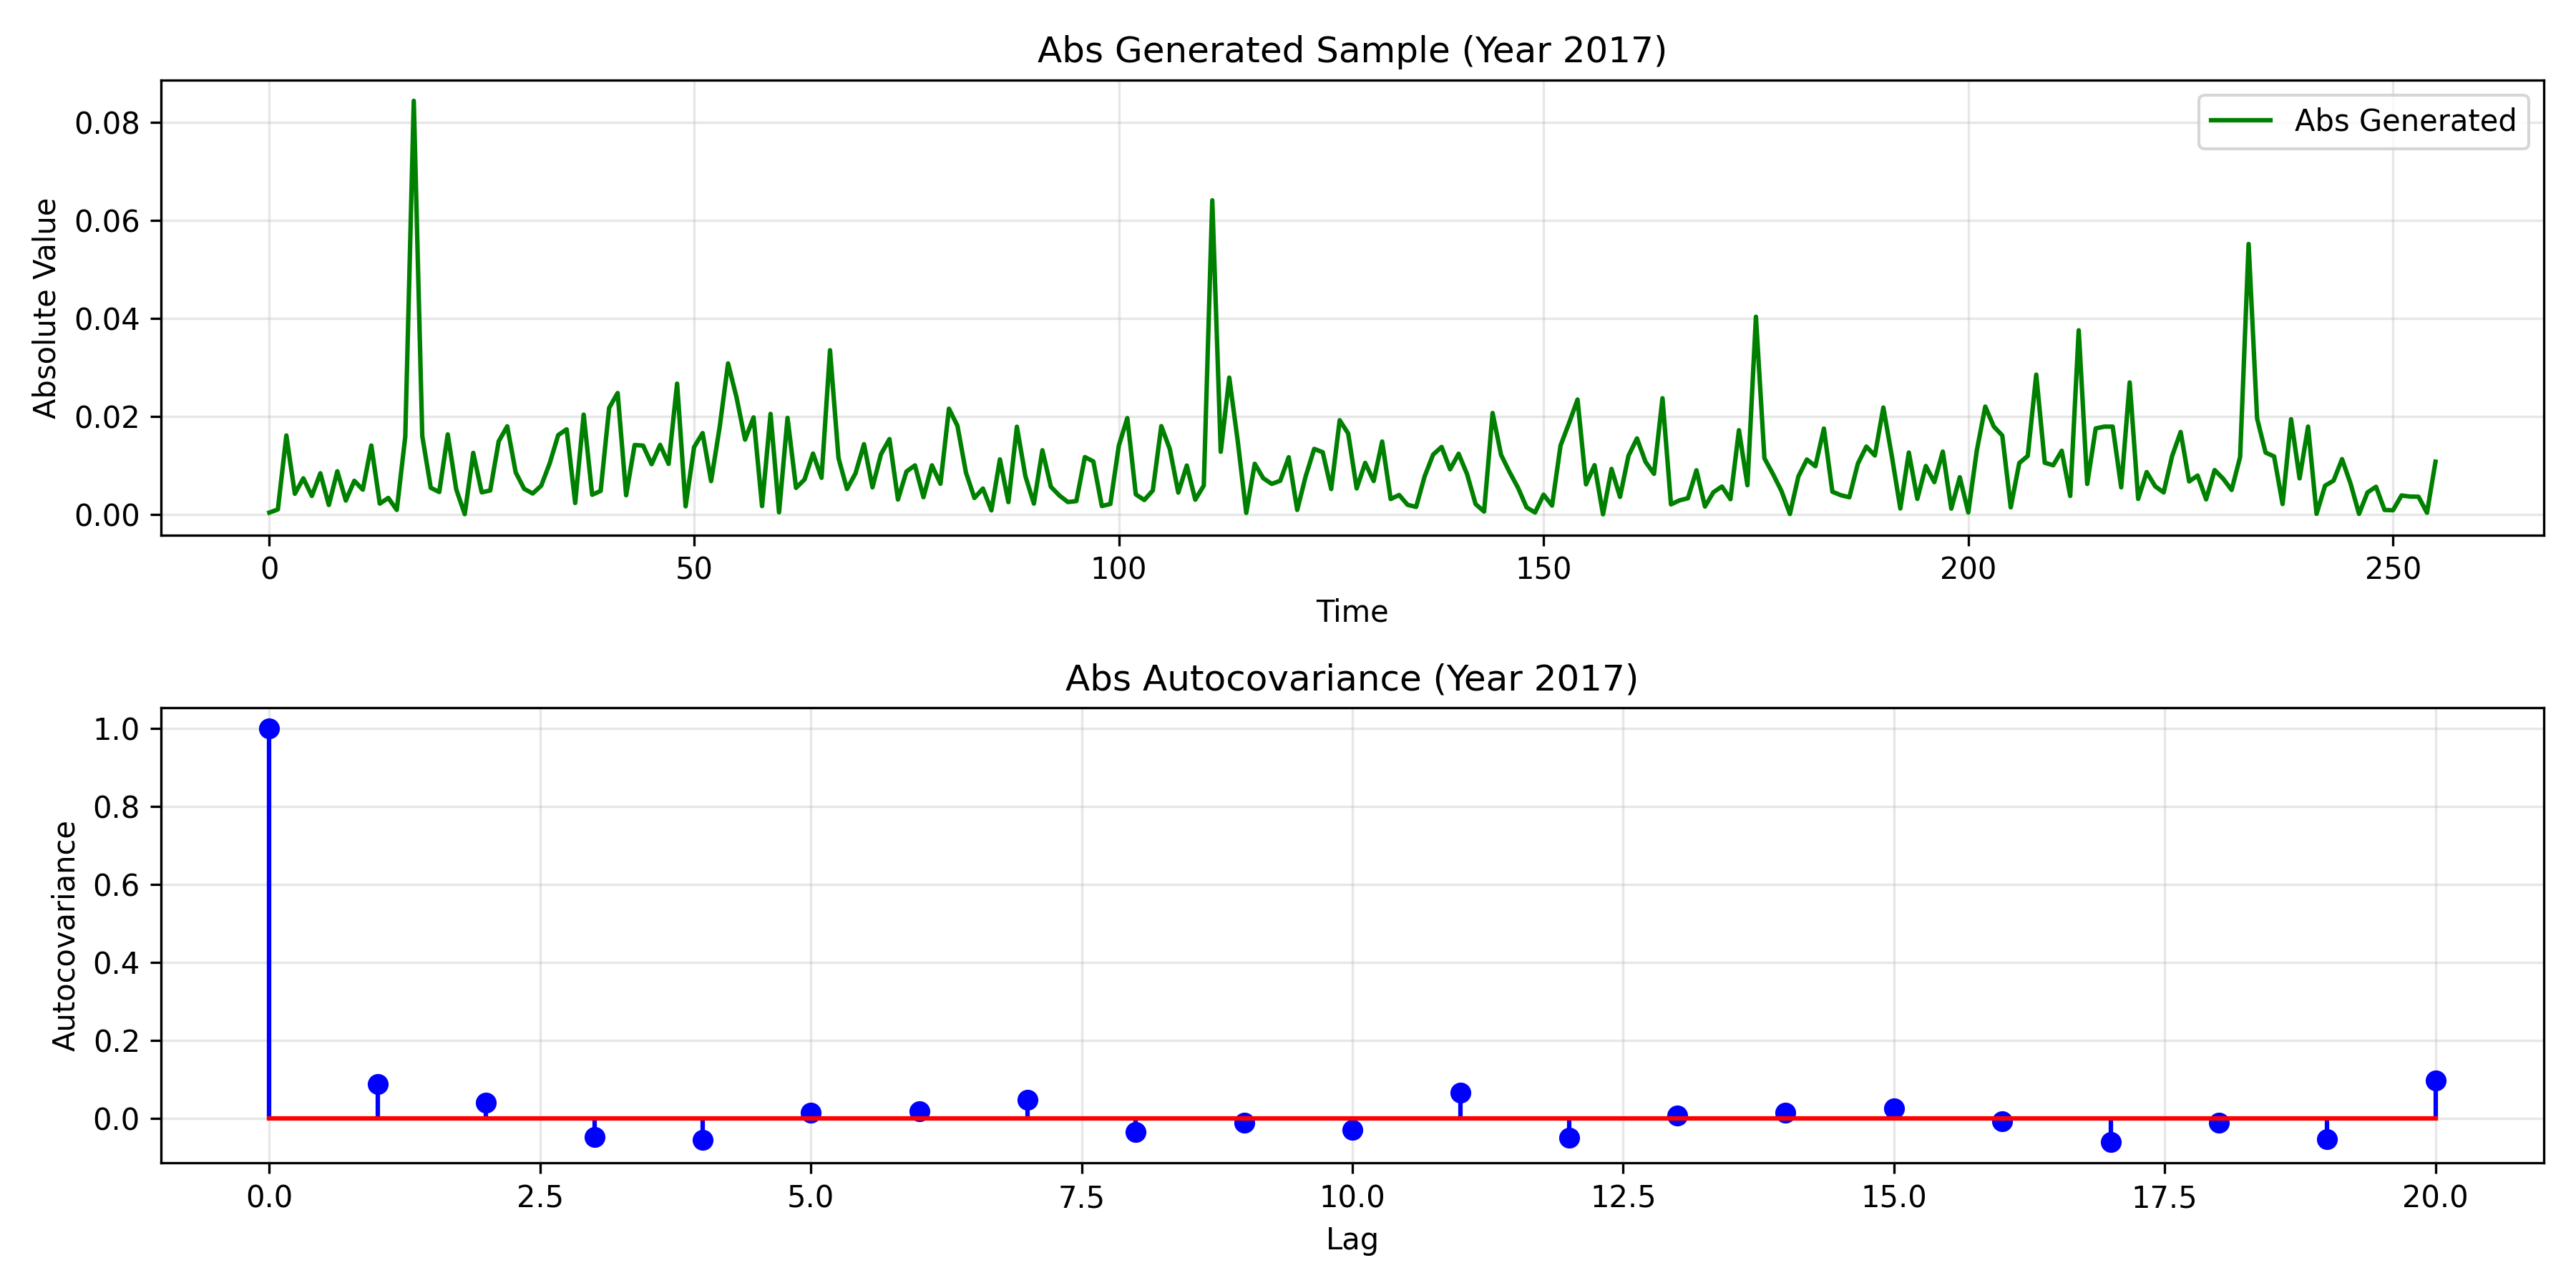 Abs Generated Sample (Year 2017)
Abs Generated
Absolute Value
0.08
0.06
0.04
0.02
0.00
0 50 100 150 200 250
Time
Abs Autocovariance (Year 2017)
Autocovariance
1.0
0.8
0.6
0.4
0.2
0.0
0.0 2.5 5.0 7.5 10.0 12.5 15.0 17.5 20.0
Lag